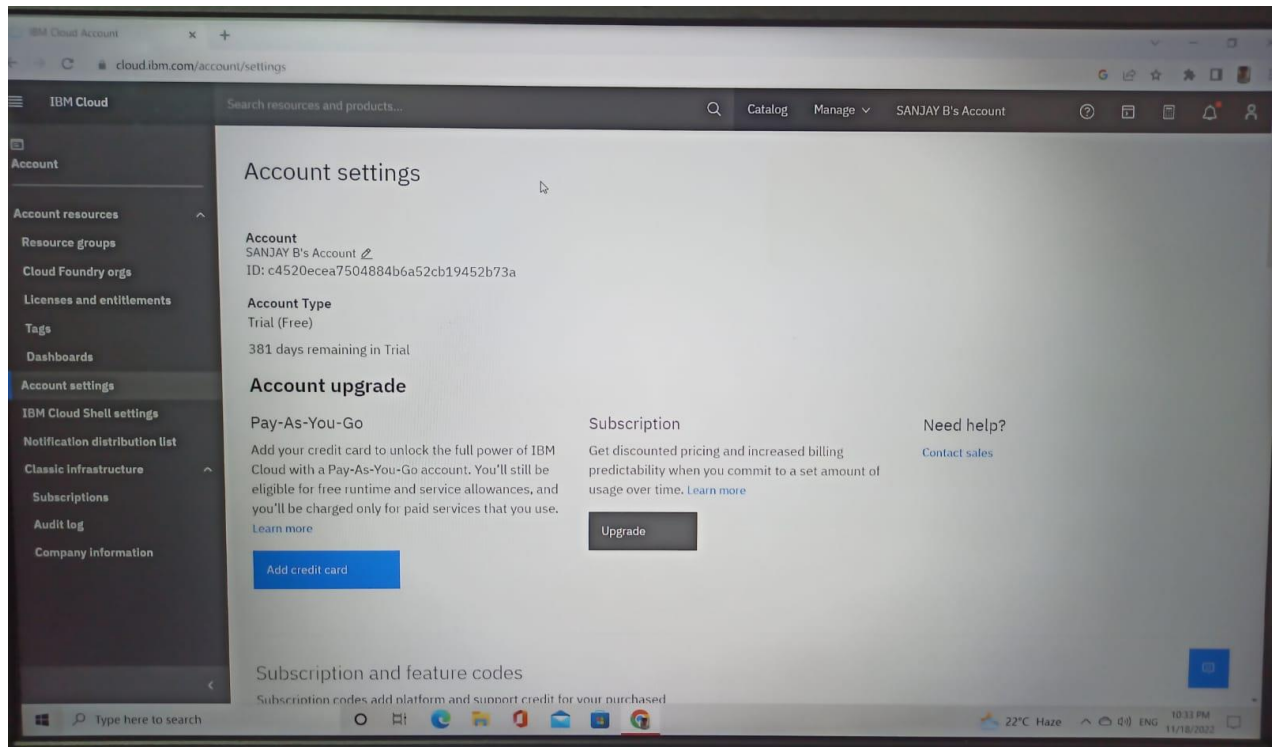 IBM Cloud Account
cloud.ibm.com/account/settings
IBM Cloud
Search resources and products...
Catalog
Manage
SANJAY B's Account
Account
Account resources
Resource groups
Cloud Foundry orgs
Licenses and entitlements
Tags
Dashboards
Account settings
IBM Cloud Shell settings
Notification distribution list
Classic infrastructure
Subscriptions
Audit log
Company information
Account settings
Account
SANJAY B's Account
ID: c4520ecea7504884b6a52cb19452b73a
Account Type
Trial (Free)
381 days remaining in Trial
Account upgrade
Pay-As-You-Go
Add your credit card to unlock the full power of IBM
Cloud with a Pay-As-You-Go account. You'll still be
eligible for free runtime and service allowances, and
you'll be charged only for paid services that you use.
Learn more
Add credit card
Subscription
Get discounted pricing and increased billing
predictability when you commit to a set amount of
usage over time. Learn more
Upgrade
Need help?
Contact sales
Subscription and feature codes
Subscription codes add platform and support credit for your purchased
Type here to search
22°C Haze
ENG
10:33 PM
11/18/2022